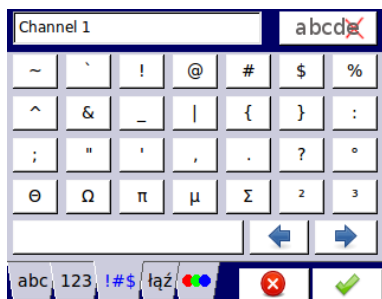 Channel 1 abcde
~ ` ! @ # $ %
^ & _ | { } :
; " ' , . ? °
Θ Ω π μ Σ ² ³
abc 123 !#$ łąź